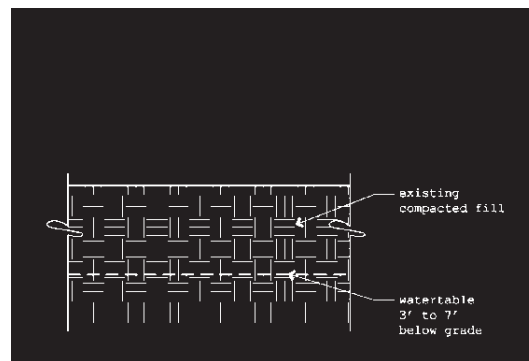 existing
compacted fill
watertable
3' to 7'
below grade